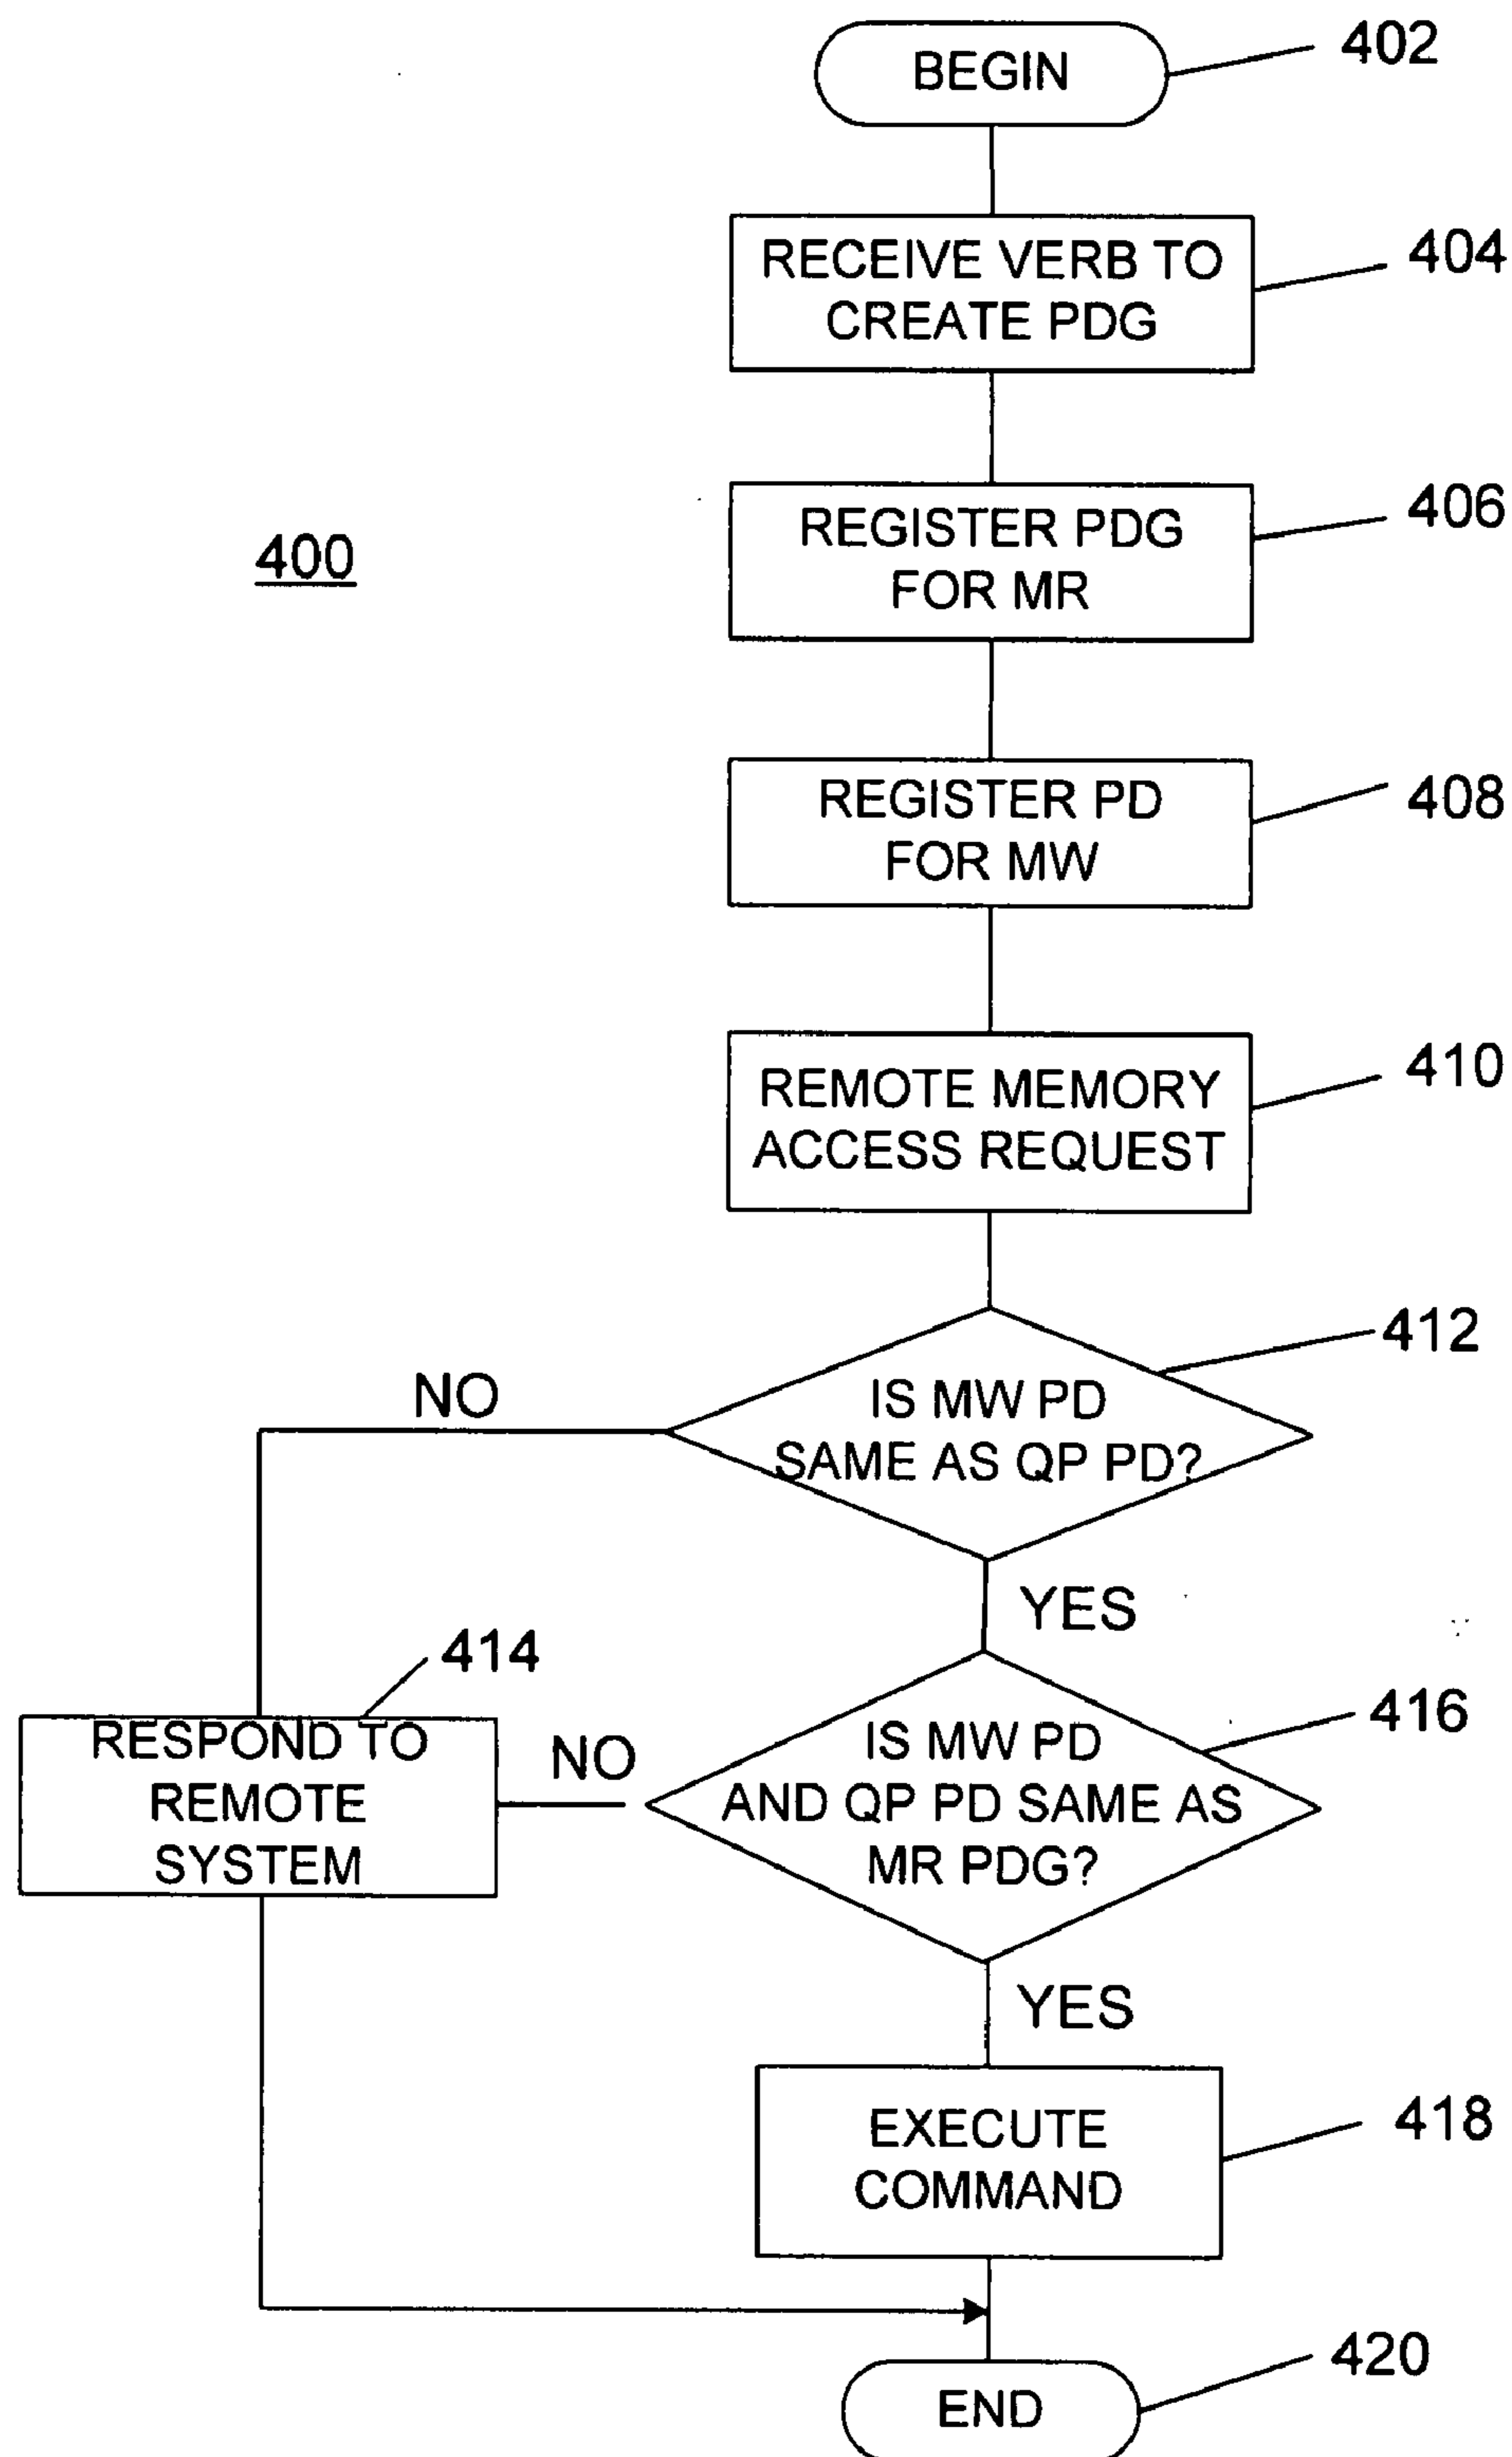 BEGIN
402
RECEIVE VERB TO
CREATE PDG
404
REGISTER PDG
FOR MR
406
400
REGISTER PD
FOR MW
408
REMOTE MEMORY
ACCESS REQUEST
410
IS MW PD
SAME AS QP PD?
412
NO
YES
414
RESPOND TO
REMOTE
SYSTEM
NO
IS MW PD
AND QP PD SAME AS
MR PDG?
416
YES
EXECUTE
COMMAND
418
END
420